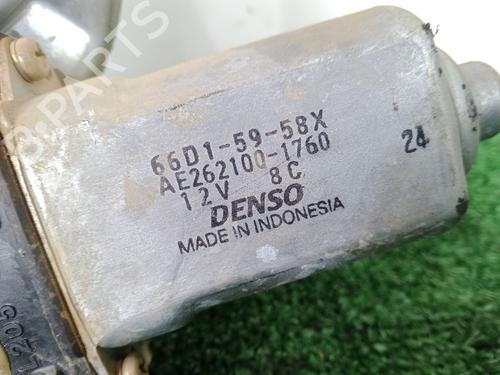 66D1-59-58X
AE262100-1760
12V 8C
24
DENSO
MADE IN INDONESIA